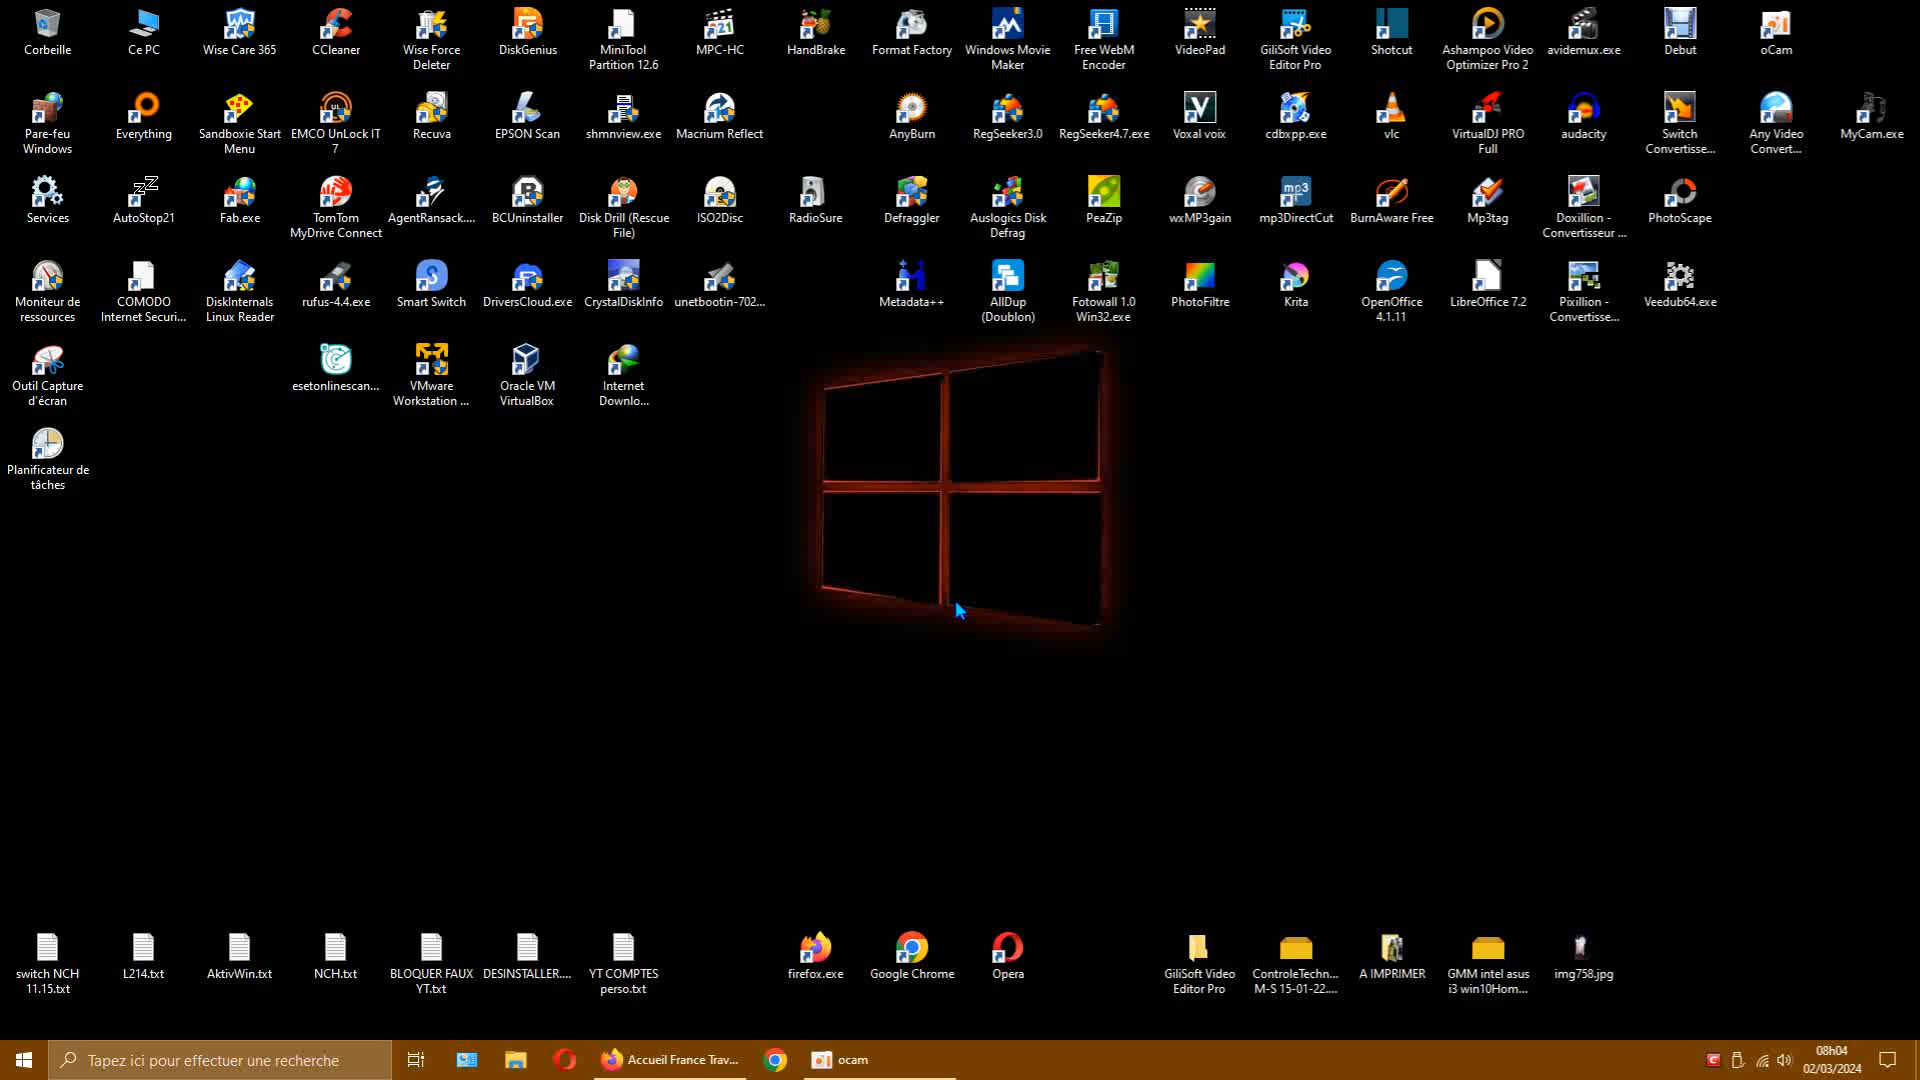 Corbeille
Ce PC
Wise Care 365
CCleaner
Wise Force
Deleter
DiskGenius
MiniTool
Partition 12.6
MPC-HC
HandBrake
Format Factory
Windows Movie
Maker
Free WebM
Encoder
VideoPad
GiliSoft Video
Editor Pro
Shotcut
Ashampoo Video
Optimizer Pro 2
avidemux.exe
Debut
oCam
Pare-feu
Windows
Everything
Sandboxie Start
Menu
EMCO UnLock IT
7
Recuva
EPSON Scan
shmnview.exe
Macrium Reflect
AnyBurn
RegSeeker3.0
RegSeeker4.7.exe
Voxal voix
cdbxpp.exe
vlc
VirtualDJ PRO
Full
audacity
Switch
Convertisse...
Any Video
Convert...
MyCam.exe
Services
AutoStop21
Fab.exe
TomTom
MyDrive Connect
AgentRansack....
BCUninstaller
Disk Drill (Rescue
File)
ISO2Disc
RadioSure
Defraggler
Auslogics Disk
Defrag
PeaZip
wxMP3gain
mp3
mp3DirectCut
BurnAware Free
Mp3tag
Doxillion -
Convertisseur ...
PhotoScape
Moniteur de
ressources
COMODO
Internet Securi...
DiskInternals
Linux Reader
rufus-4.4.exe
Smart Switch
DriversCloud.exe
CrystalDiskInfo
unetbootin-702...
Metadata++
AllDup
(Doublon)
Fotowall 1.0
Win32.exe
PhotoFiltre
Krita
OpenOffice
4.1.11
LibreOffice 7.2
Pixillion -
Convertisse...
Veedub64.exe
Outil Capture
d'écran
esetonlinescan...
VMware
Workstation ...
Oracle VM
VirtualBox
Internet
Downlo...
Planificateur de
tâches
switch NCH
11.15.txt
L214.txt
AktivWin.txt
NCH.txt
BLOQUER FAUX
YT.txt
DESINSTALLER....
YT COMPTES
perso.txt
firefox.exe
Google Chrome
Opera
GiliSoft Video
Editor Pro
ControleTechn...
M-S 15-01-22....
A IMPRIMER
GMM intel asus
i3 win10Hom...
img758.jpg
Tapez ici pour effectuer une recherche
Accueil France Trav...
ocam
08h04
02/03/2024